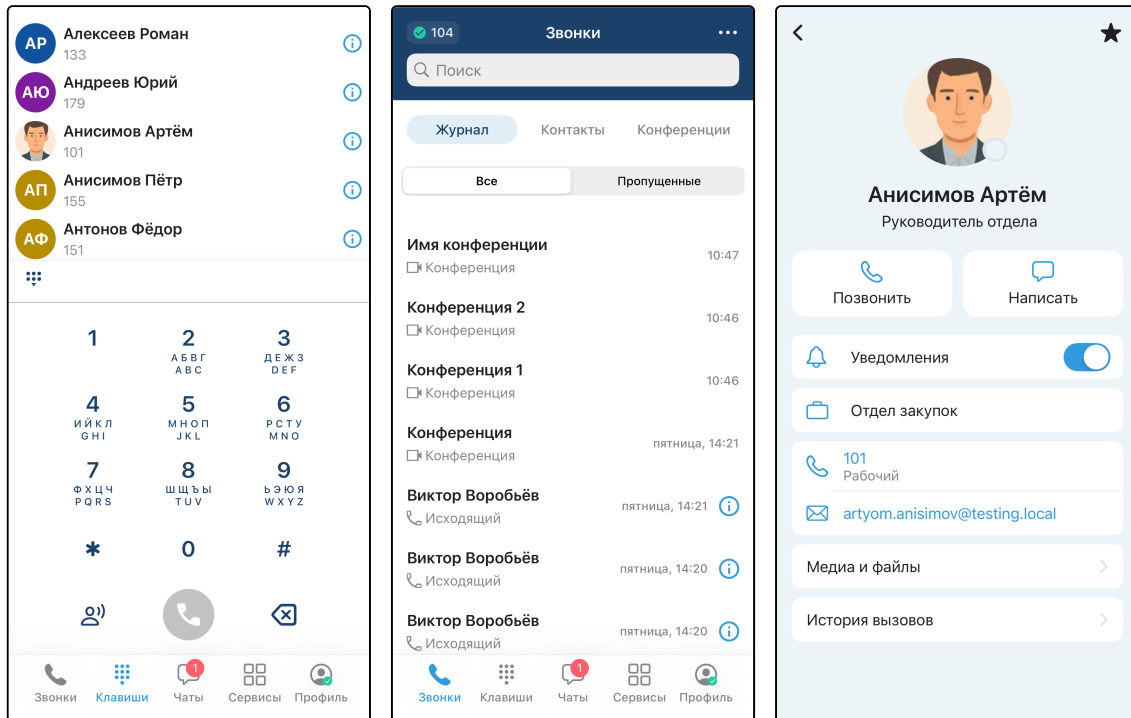 АР
Алексеев Роман
133
АЮ
Андреев Юрий
179
Анисимов Артём
101
АП
Анисимов Пётр
155
АФ
Антонов Фёдор
151
1 2 3
АБВГ ДЕЖЗ
ABC DEF
4 5 6
ИЙКЛ МНОП РСТУ
GHI JKL MNO
7 8 9
ФХЦЧ ШЩЪЫ ЬЭЮЯ
PQRS TUV WXYZ
* 0 #
1
Звонки Клавиши Чаты Сервисы Профиль
104 Звонки
Поиск
Журнал Контакты Конференции
Все Пропущенные
Имя конференции
Конференция
10:47
Конференция 2
Конференция
10:46
Конференция 1
Конференция
10:46
Конференция
Конференция
пятница, 14:21
Виктор Воробьёв
Исходящий
пятница, 14:21
Виктор Воробьёв
Исходящий
пятница, 14:20
Виктор Воробьёв
Исходящий
пятница, 14:20
1
Звонки Клавиши Чаты Сервисы Профиль
Анисимов Артём
Руководитель отдела
Позвонить Написать
Уведомления
Отдел закупок
101
Рабочий
artyom.anisimov@testing.local
Медиа и файлы
История вызовов